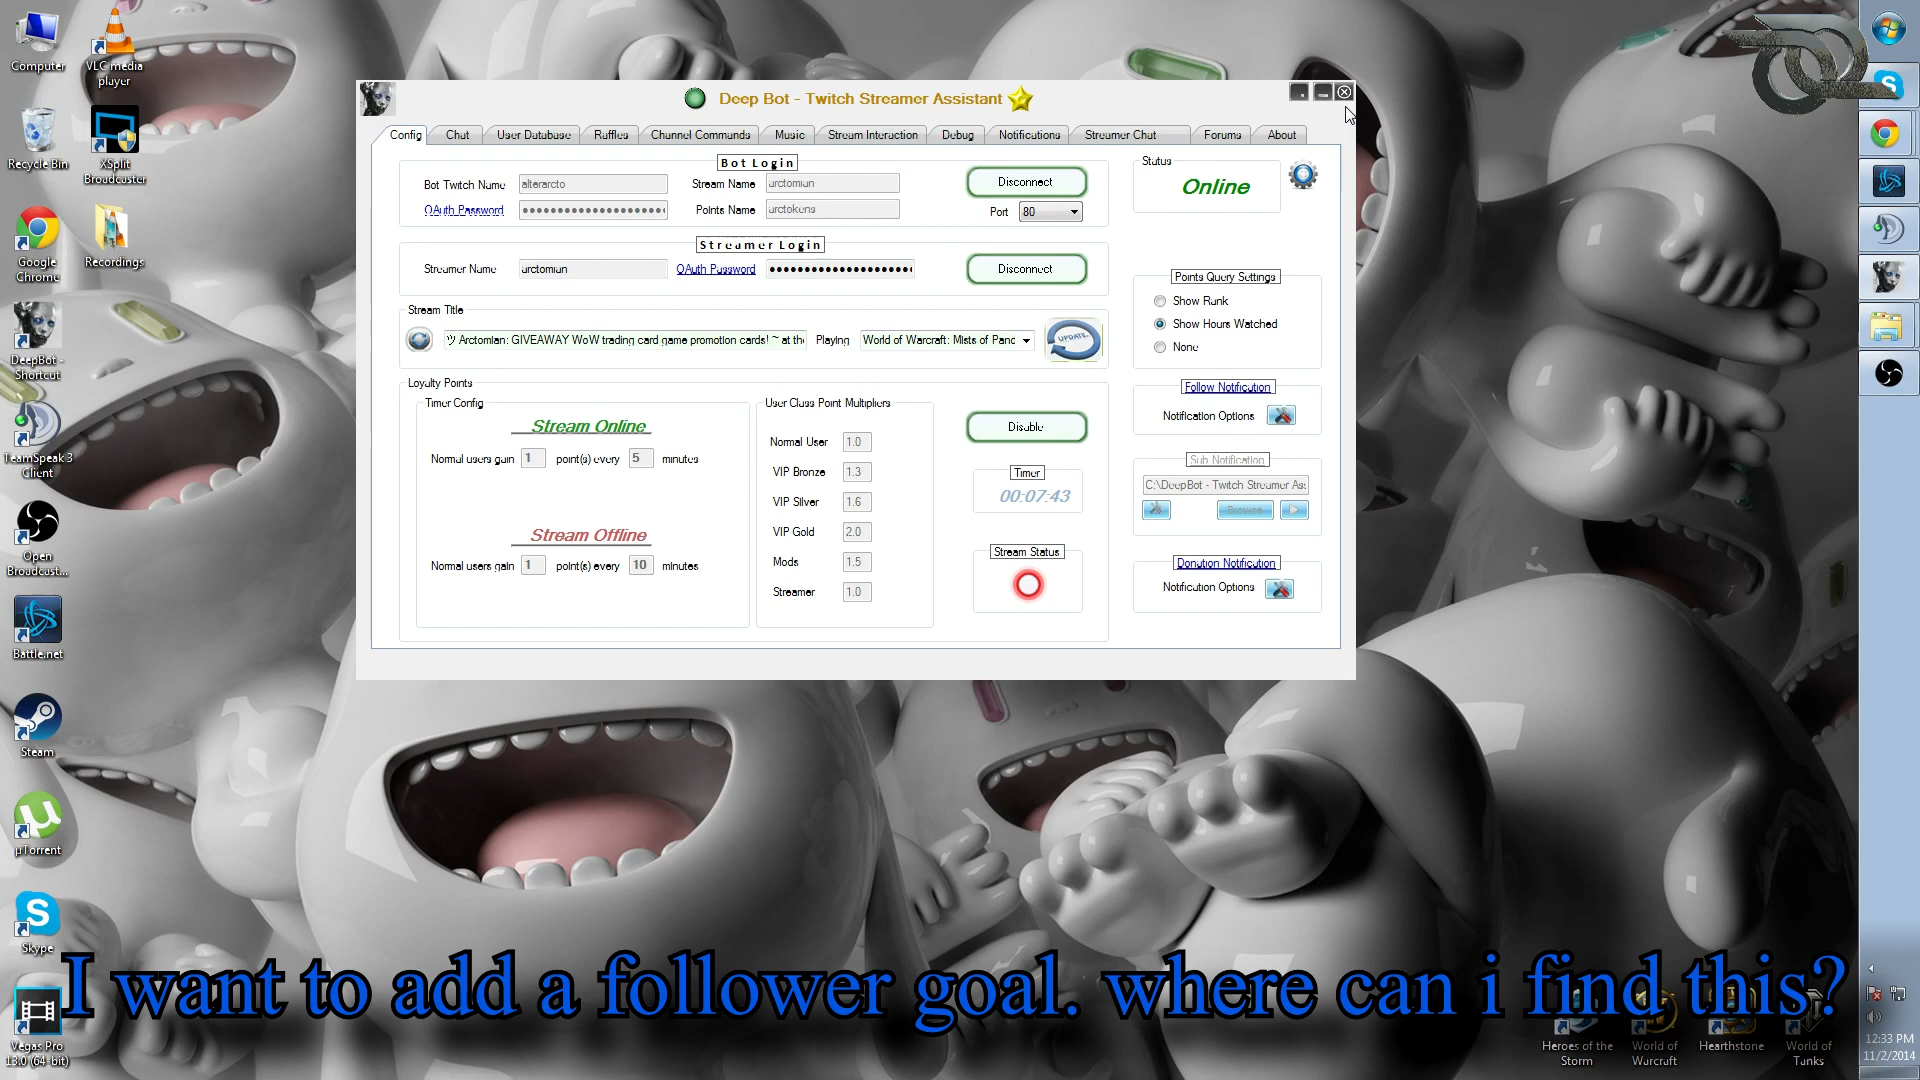 Computer
VLC media
player
Recycle Bin
XSplit
Broadcaster
Google
Chrome
Recordings
DeepBot -
Shortcut
TeamSpeak 3
Client
Open
Broadcast...
Battle.net
Steam
µTorrent
Skype
Vegas Pro
13.0 (64-bit)
Deep Bot - Twitch Streamer Assistant
Config
Chat
User Database
Raffles
Channel Commands
Music
Stream Interaction
Debug
Notifications
Streamer Chat
Forums
About
Bot Login
Bot Twitch Name
alterarcto
Stream Name
arctomian
Disconnect
OAuth Password
Points Name
arctokens
Port
80
Streamer Login
Streamer Name
arctomian
OAuth Password
Disconnect
Stream Title
ツ Arctomian: GIVEAWAY WoW trading card game promotion cards! ~ at the
Playing
World of Warcraft: Mists of Pand
UPDATE
Loyalty Points
Timer Config
Stream Online
Normal users gain 1 point(s) every 5 minutes
Stream Offline
Normal users gain 1 point(s) every 10 minutes
User Class Point Multipliers
Normal User 1.0
VIP Bronze 1.3
VIP Silver 1.6
VIP Gold 2.0
Mods 1.5
Streamer 1.0
Disable
Timer
00:07:43
Stream Status
Status
Online
Points Query Settings
Show Rank
Show Hours Watched
None
Follow Notification
Notification Options
Sub Notification
C:\DeepBot - Twitch Streamer Ass
Browse
Donation Notification
Notification Options
I want to add a follower goal. where can i find this?
Heroes of the
Storm
World of
Warcraft
Hearthstone
World of
Tanks
12:33 PM
11/2/2014